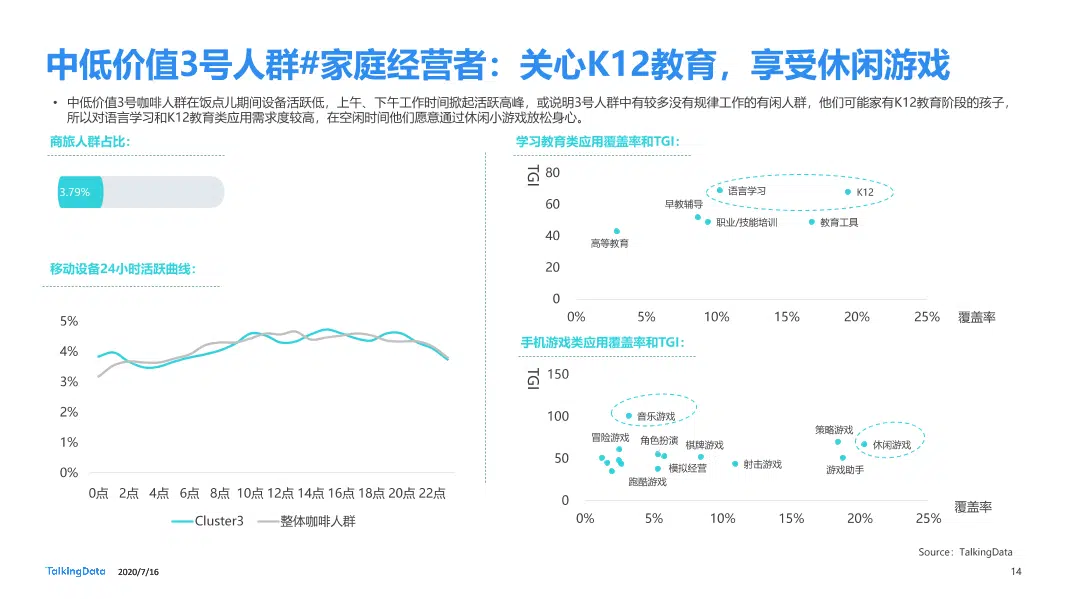 中低价值3号人群#家庭经营者：关心K12教育，享受休闲游戏
• 中低价值3号咖啡人群在饭点儿期间设备活跃低，上午、下午工作时间掀起活跃高峰，或说明3号人群中有较多没有规律工作的有闲人群，他们可能家有K12教育阶段的孩子，
所以对语言学习和K12教育类应用需求度较高，在空闲时间他们愿意通过休闲小游戏放松身心。
商旅人群占比：
3.79%
移动设备24小时活跃曲线：
5%
4%
3%
2%
1%
0%
0点 2点 4点 6点 8点 10点 12点 14点 16点 18点 20点 22点
Cluster3 整体咖啡人群
学习教育类应用覆盖率和TGI：
TGI
80
60
40
20
0
语言学习 K12
早教辅导
职业/技能培训 教育工具
高等教育
0% 5% 10% 15% 20% 25% 覆盖率
手机游戏类应用覆盖率和TGI：
TGI
150
100
50
0
音乐游戏
冒险游戏 角色扮演 棋牌游戏 策略游戏 休闲游戏
模拟经营 射击游戏 游戏助手
跑酷游戏
0% 5% 10% 15% 20% 25% 覆盖率
Source：TalkingData
TalkingData 2020/7/16 14